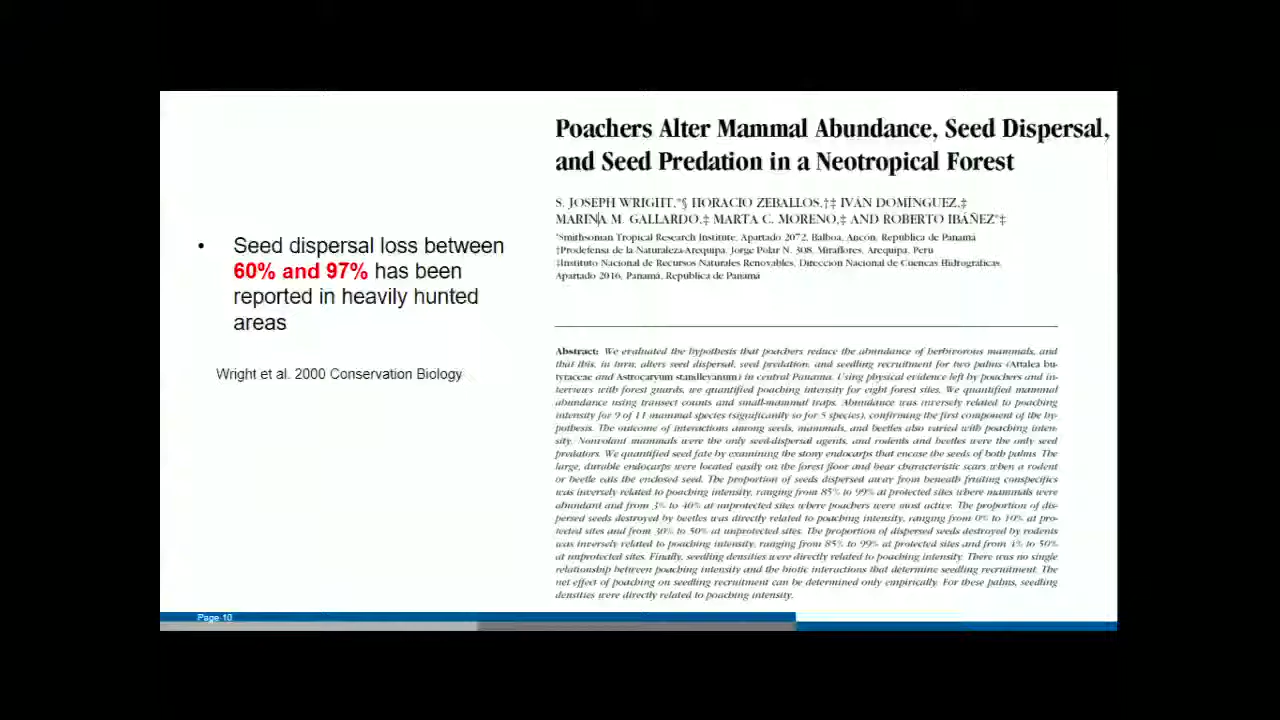 Poachers Alter Mammal Abundance, Seed Dispersal,
and Seed Predation in a Neotropical Forest
S. JOSEPH WRIGHT,*§ HORACIO ZEBALLOS,†‡ IVÁN DOMÍNGUEZ,‡
MARINA M. GALLARDO,‡ MARTA C. MORENO,‡ AND ROBERTO IBÁÑEZ*‡
*Smithsonian Tropical Research Institute, Apartado 2072, Balboa, Ancón, República de Panamá
†Prodefensa de la Naturaleza-Arequipa, Jorge Polar N. 308, Miraflores, Arequipa, Peru
‡Instituto Nacional de Recursos Naturales Renovables, Dirección Nacional de Cuencas Hidrográficas,
Apartado 2016, Panamá, República de Panamá
• Seed dispersal loss between
60% and 97% has been
reported in heavily hunted
areas
Wright et al. 2000 Conservation Biology
Abstract: We evaluated the hypothesis that poachers reduce the abundance of herbivorous mammals, and
that this, in turn, alters seed dispersal, seed predation, and seedling recruitment for two palms (Attalea bu-
tyraceae and Astrocaryum standleyanum) in central Panama. Using physical evidence left by poachers and in-
terviews with forest guards, we quantified poaching intensity for eight forest sites. We quantified mammal
abundance using transect counts and small-mammal traps. Abundance was inversely related to poaching
intensity for 9 of 11 mammal species (significantly so for 5 species), confirming the first component of the hy-
pothesis. The outcome of interactions among seeds, mammals, and beetles also varied with poaching inten-
sity. Nonvolant mammals were the only seed-dispersal agents, and rodents and beetles were the only seed
predators. We quantified seed fate by examining the stony endocarps that encase the seeds of both palms. The
large, durable endocarps were located easily on the forest floor and bear characteristic scars when a rodent
or beetle eats the enclosed seed. The proportion of seeds dispersed away from beneath fruiting conspecifics
was inversely related to poaching intensity, ranging from 85% to 99% at protected sites where mammals were
abundant and from 3% to 40% at unprotected sites where poachers were most active. The proportion of dis-
persed seeds destroyed by beetles was directly related to poaching intensity, ranging from 0% to 10% at pro-
tected sites and from 30% to 50% at unprotected sites. The proportion of dispersed seeds destroyed by rodents
was inversely related to poaching intensity, ranging from 85% to 99% at protected sites and from 4% to 50%
at unprotected sites. Finally, seedling densities were directly related to poaching intensity. There was no single
relationship between poaching intensity and the biotic interactions that determine seedling recruitment. The
net effect of poaching on seedling recruitment can be determined only empirically. For these palms, seedling
densities were directly related to poaching intensity.
Page 10